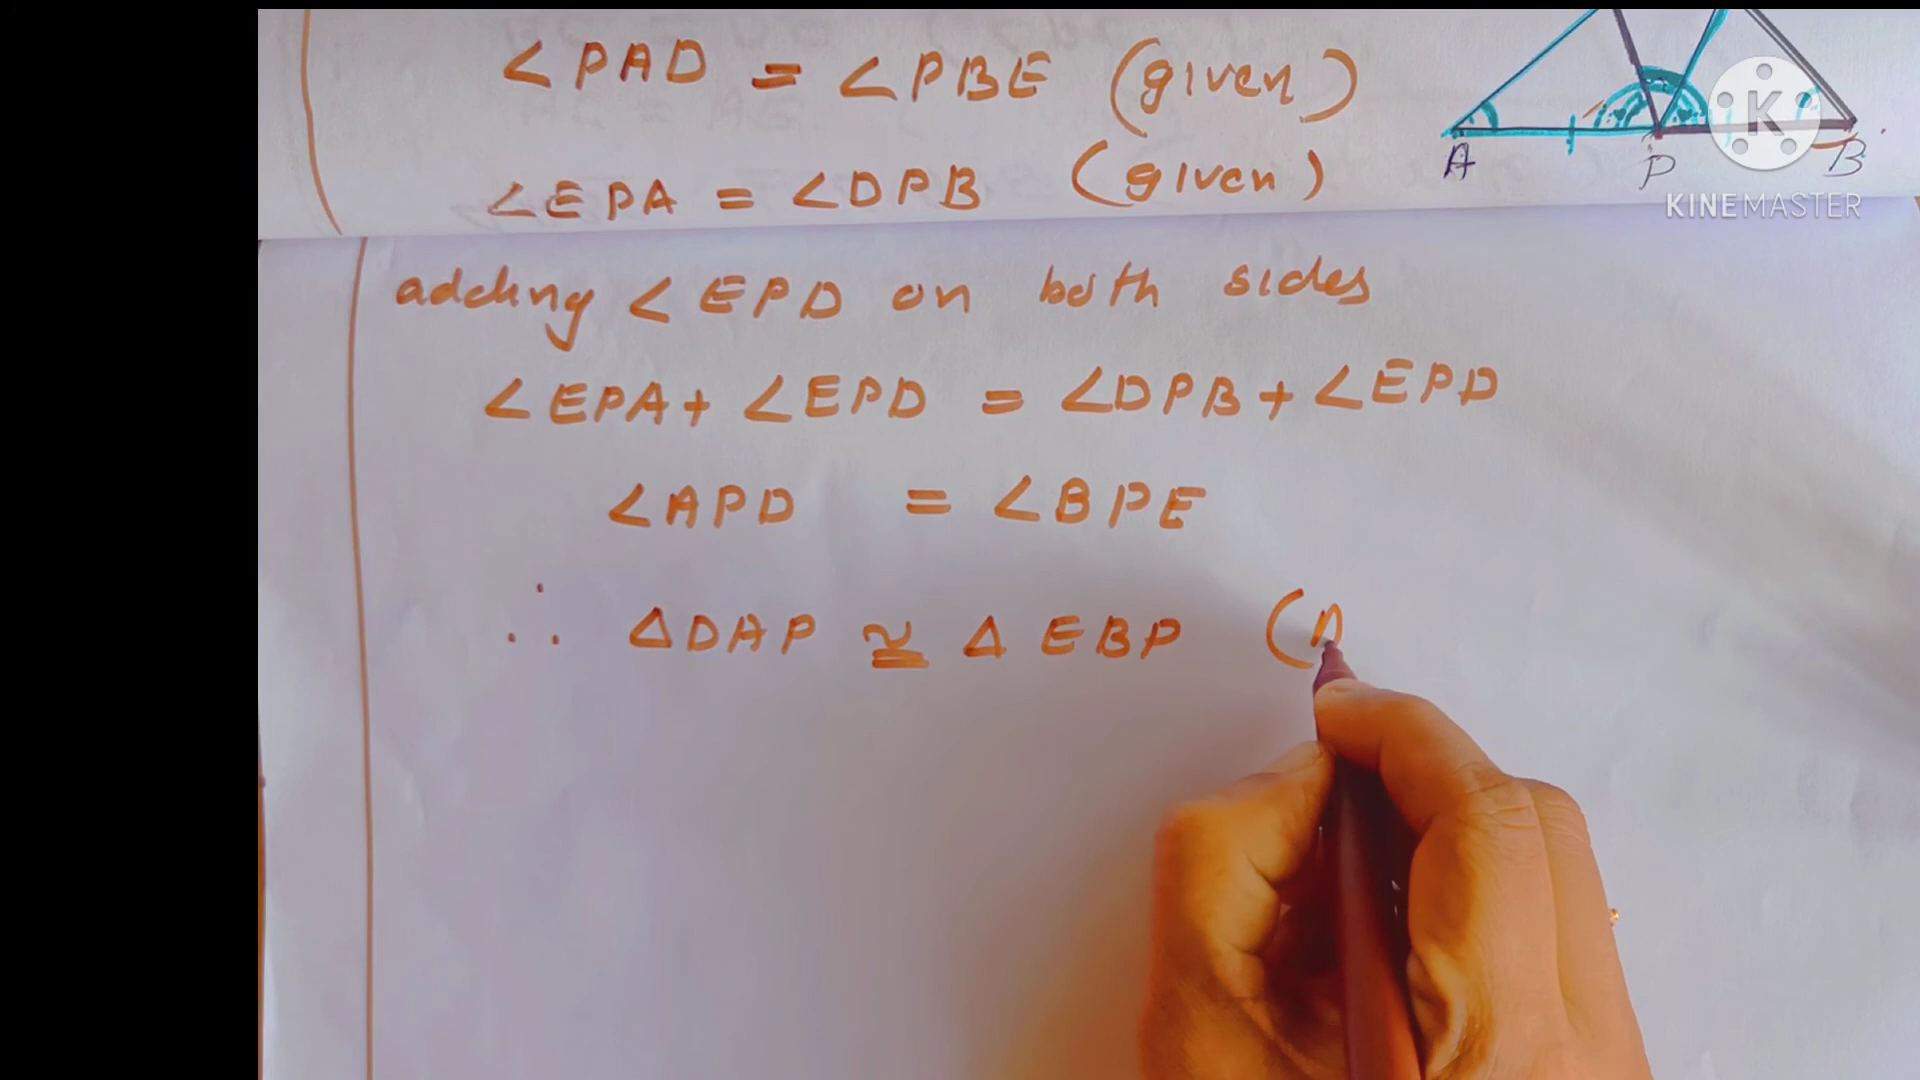 ∠PAD = ∠PBE (given)
∠EPA = ∠DPB (given)
A P B
K
KINEMASTER
adding ∠EPD on both sides
∠EPA + ∠EPD = ∠DPB + ∠EPD
∠APD = ∠BPE
∴ ΔDAP ≅ Δ EBP (